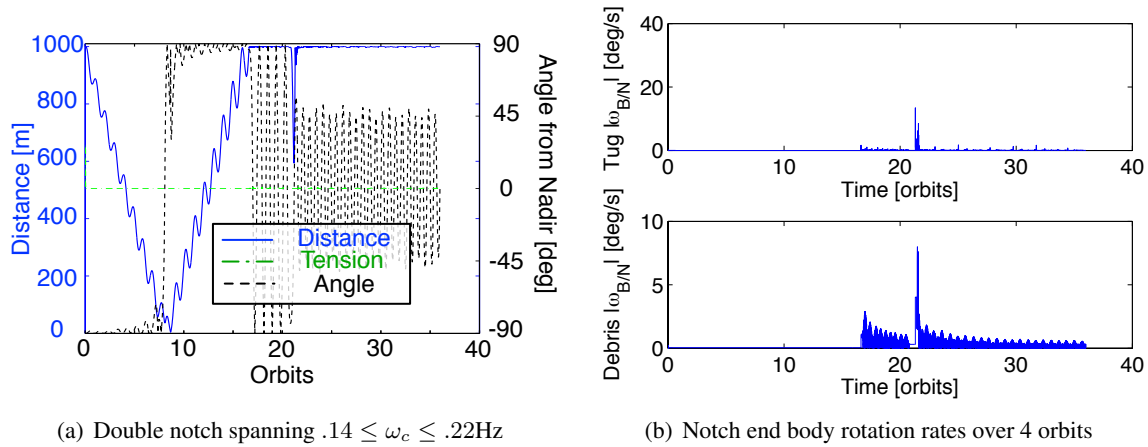 1000
800
600
400
200
0
Distance [m]
90
45
0
-45
-90
Angle from Nadir [deg]
Distance
Tension
Angle
0 10 20 30 40
Orbits
(a) Double notch spanning .14 ≤ ω_c ≤ .22Hz
40
20
0
Tug |ω_B/N| [deg/s]
0 10 20 30 40
Time [orbits]
10
5
0
Debris |ω_B/N| [deg/s]
0 10 20 30 40
Time [orbits]
(b) Notch end body rotation rates over 4 orbits